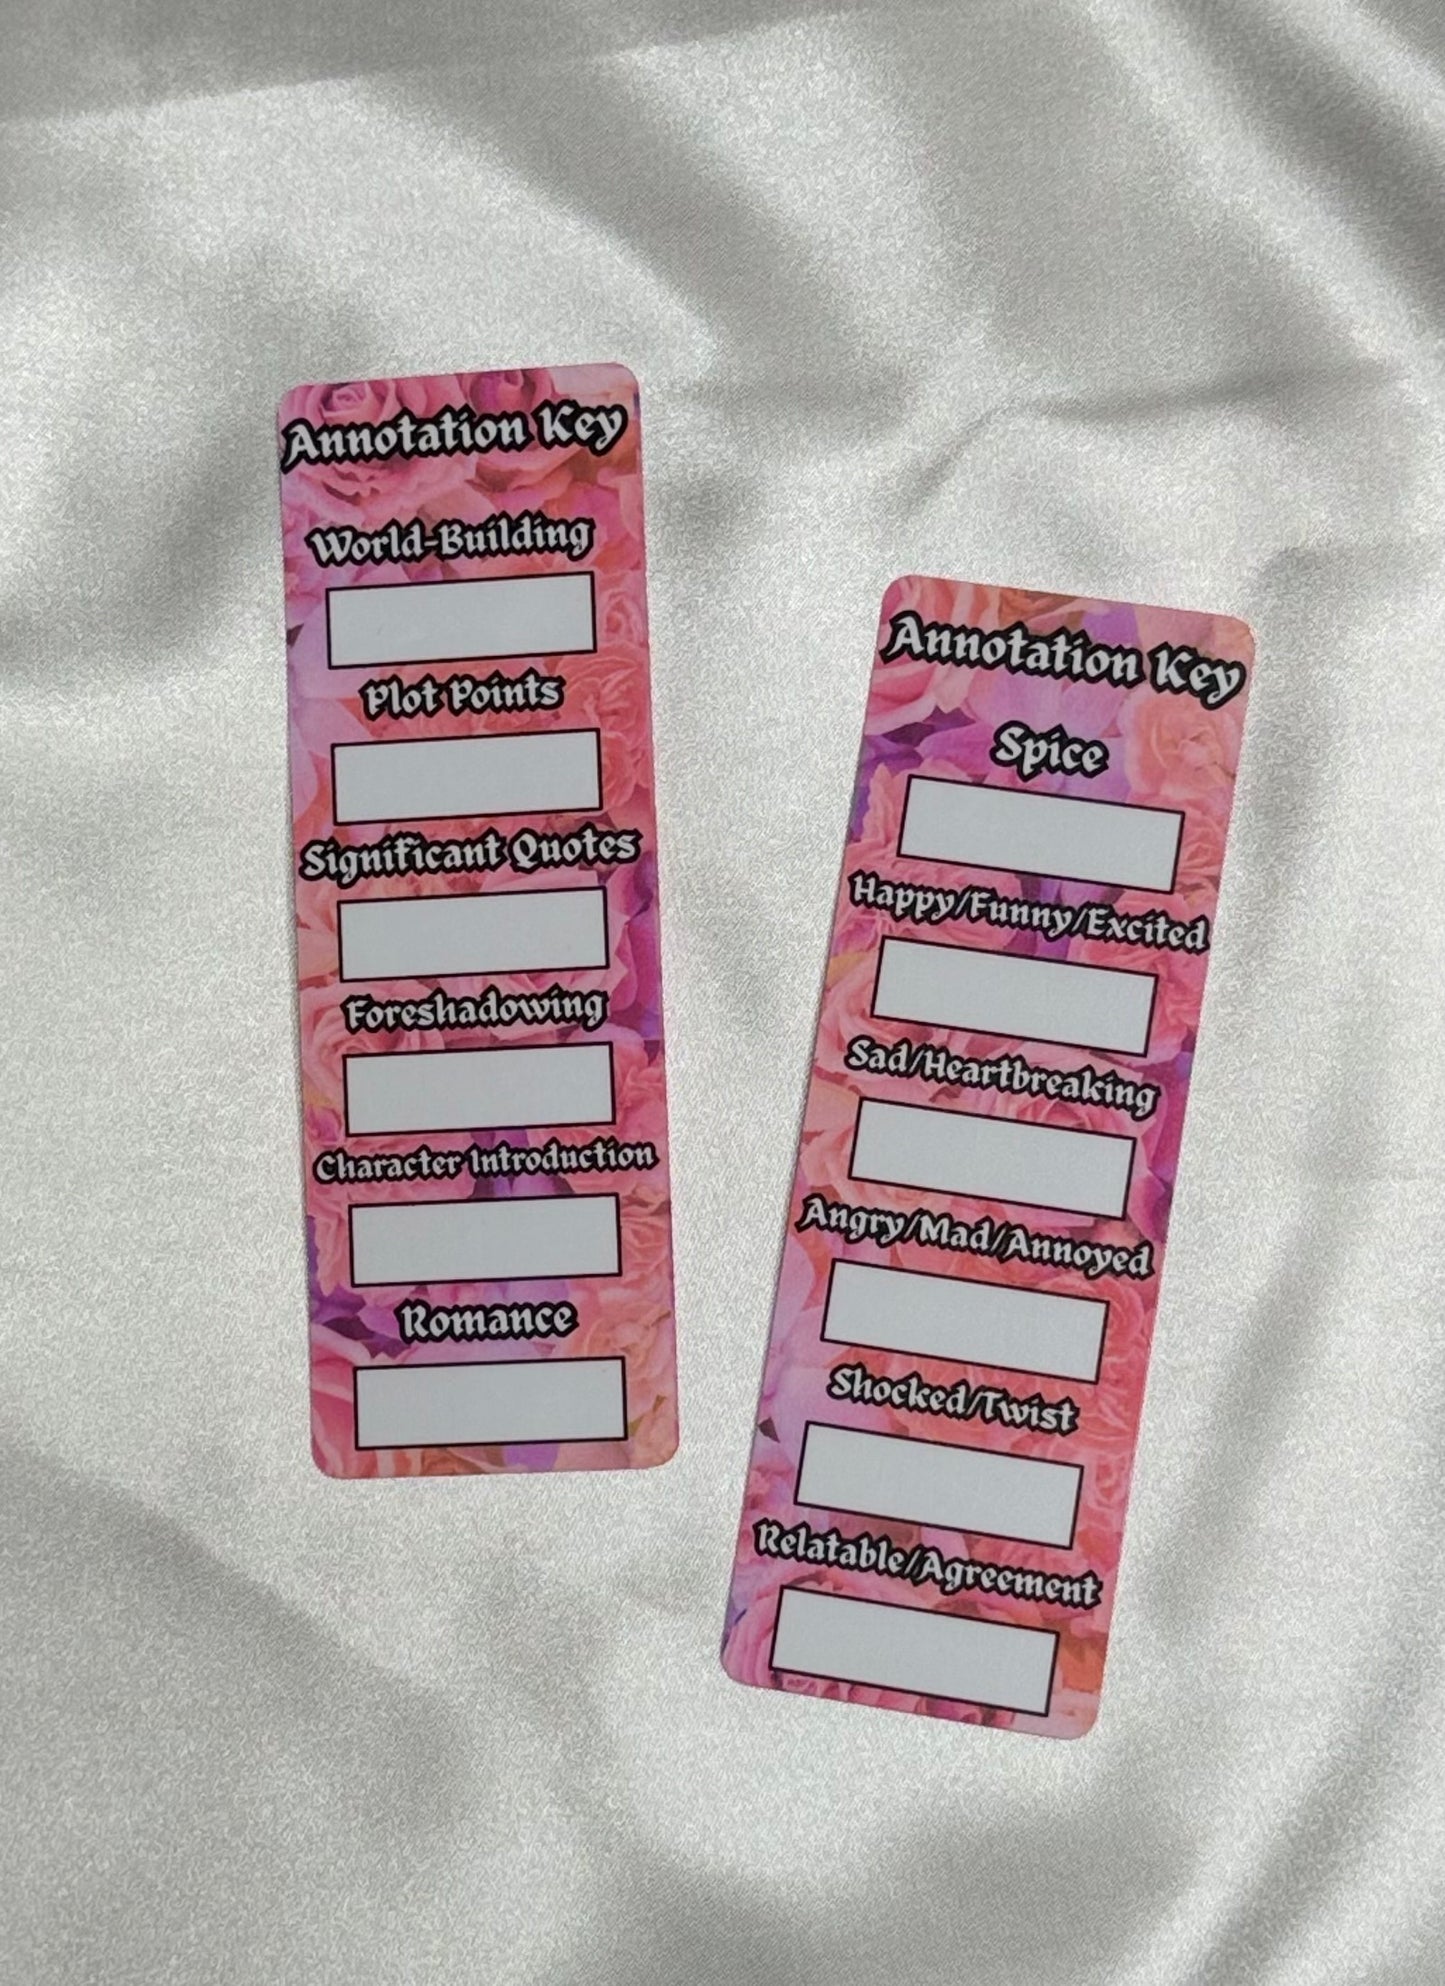 Annotation Key
World-Building
Plot Points
Significant Quotes
Foreshadowing
Character Introduction
Romance
Annotation Key
Spice
Happy/Funny/Excited
Sad/Heartbreaking
Angry/Mad/Annoyed
Shocked/Twist
Relatable/Agreement